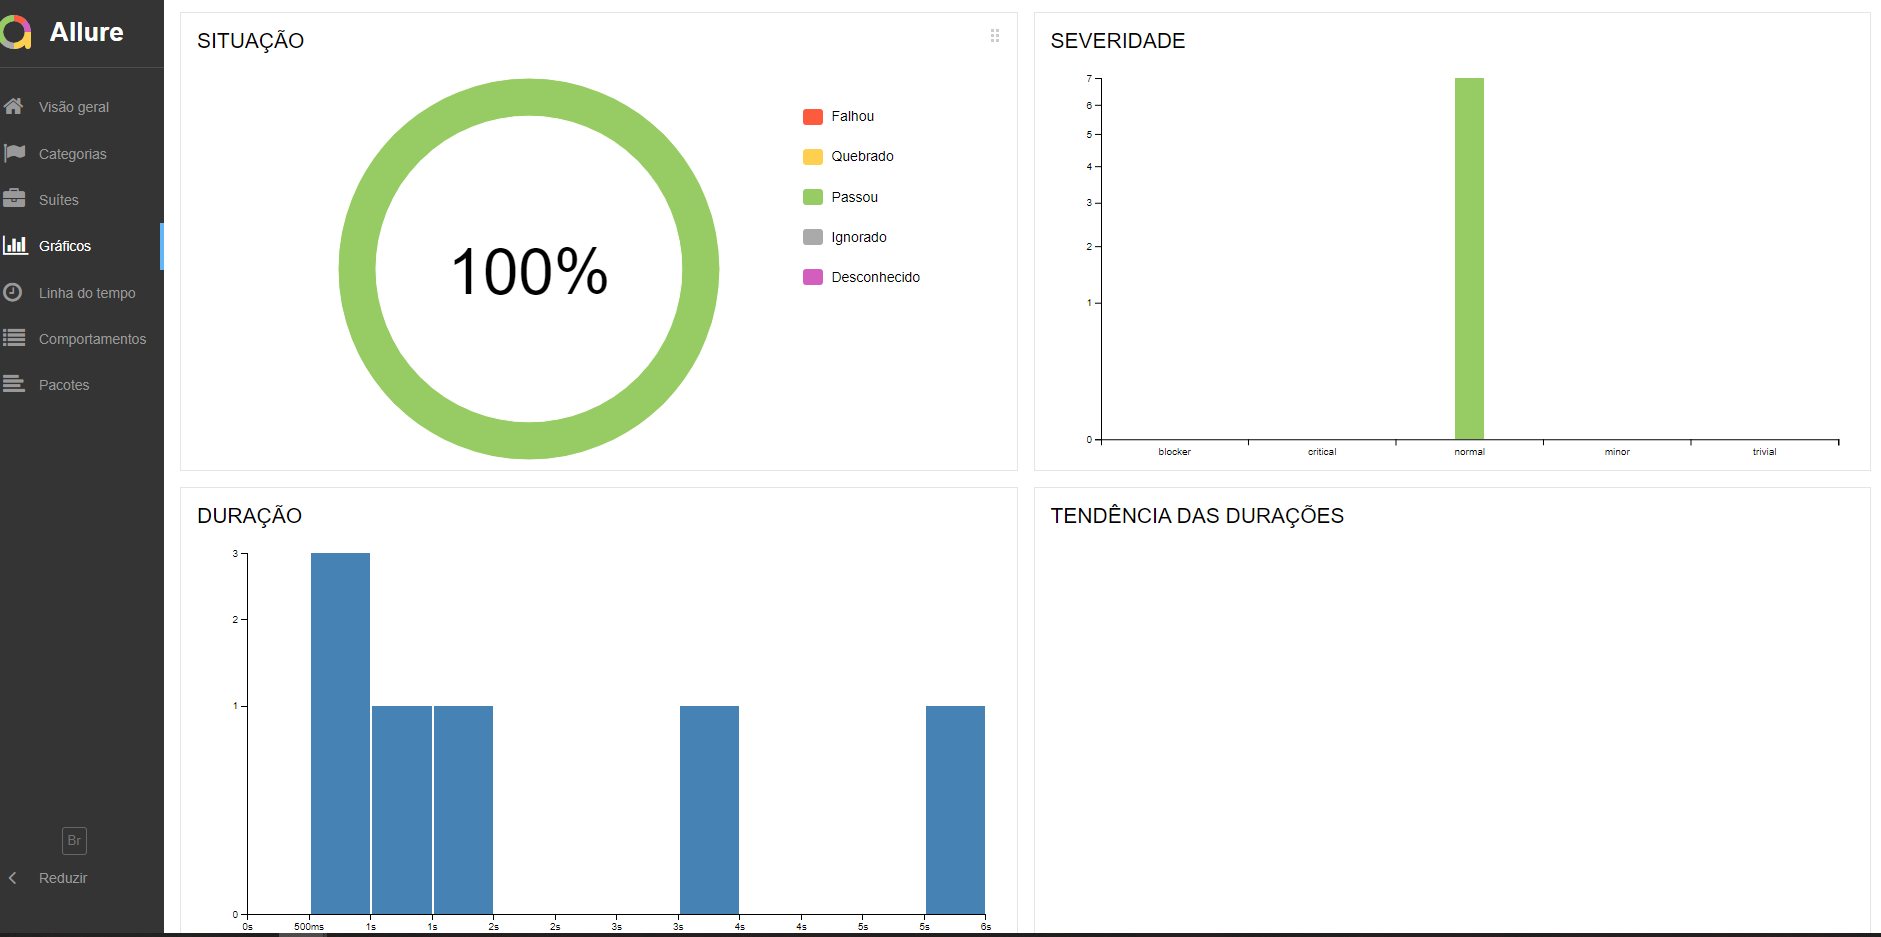 Allure
Visão geral
Categorias
Suítes
Gráficos
Linha do tempo
Comportamentos
Pacotes
Br
Reduzir
SITUAÇÃO
100%
Falhou
Quebrado
Passou
Ignorado
Desconhecido
SEVERIDADE
7
6
5
4
3
2
1
0
blocker critical normal minor trivial
DURAÇÃO
3
2
1
0
0s 500ms 1s 1s 2s 2s 3s 3s 4s 4s 5s 5s 6s
TENDÊNCIA DAS DURAÇÕES